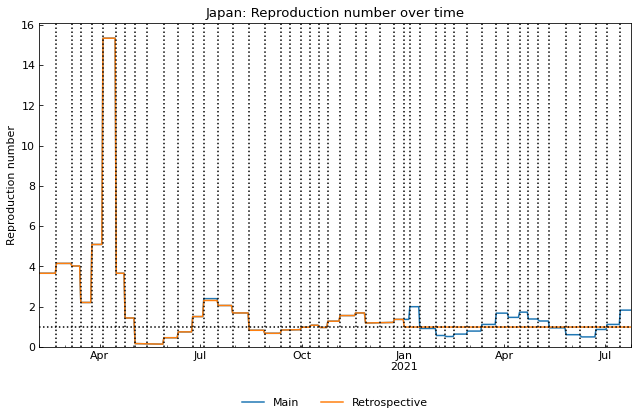 Japan: Reproduction number over time
Reproduction number
16
14
12
10
8
6
4
2
0
Apr
Jul
Oct
Jan
2021
Apr
Jul
Main
Retrospective